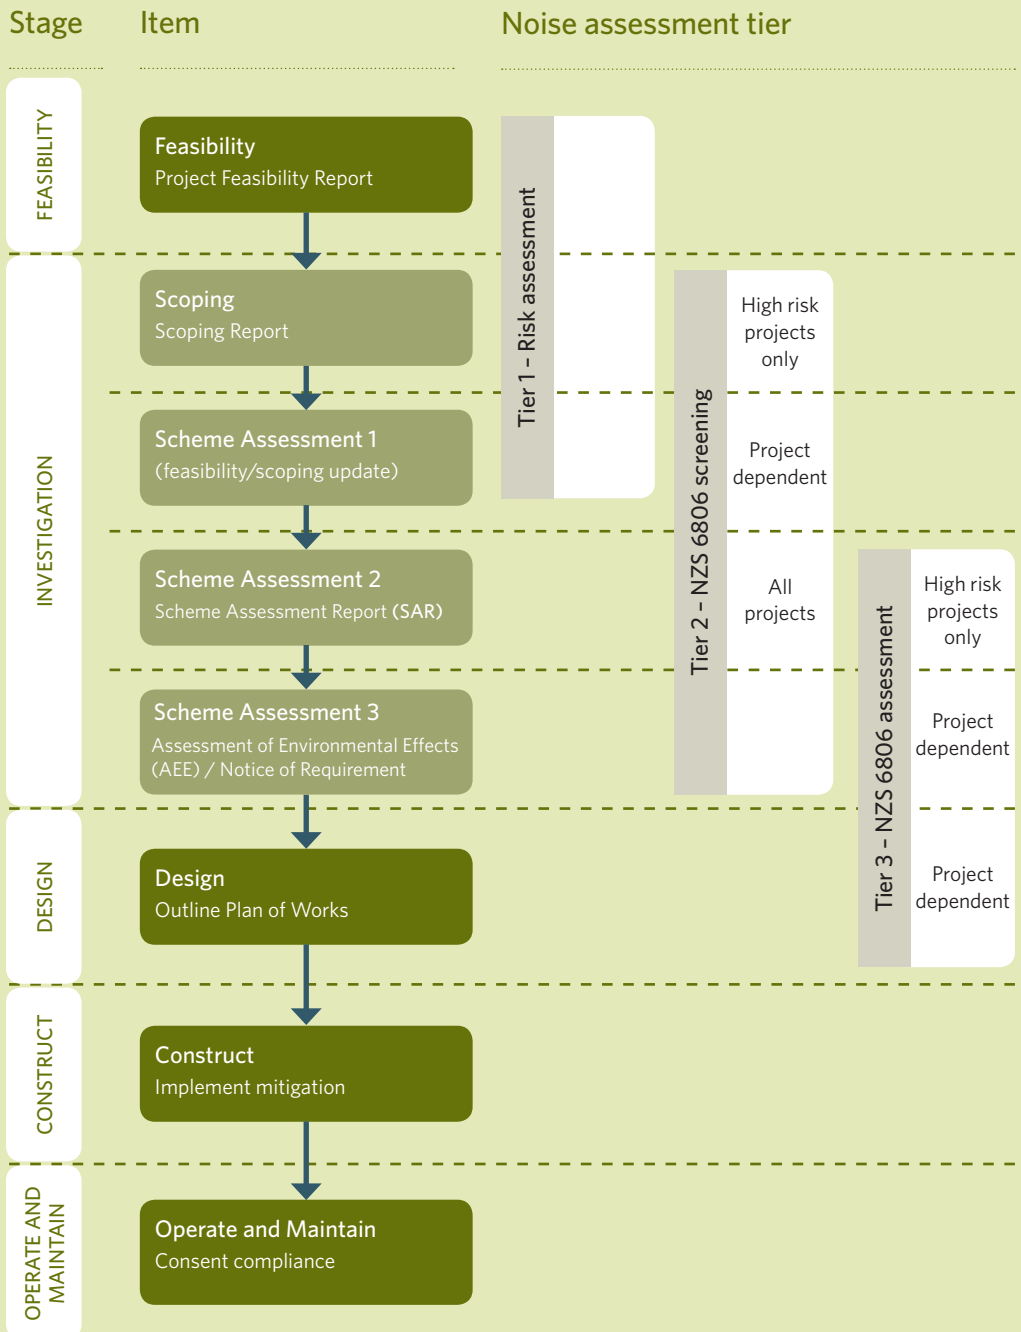 Stage
Item
Noise assessment tier
FEASIBILITY
Feasibility
Project Feasibility Report
Tier 1 – Risk assessment
INVESTIGATION
Scoping
Scoping Report
Tier 2 – NZS 6806 screening
High risk
projects
only
Scheme Assessment 1
(feasibility/scoping update)
Project
dependent
Scheme Assessment 2
Scheme Assessment Report (SAR)
All
projects
Tier 3 – NZS 6806 assessment
High risk
projects
only
Scheme Assessment 3
Assessment of Environmental Effects
(AEE) / Notice of Requirement
Project
dependent
DESIGN
Design
Outline Plan of Works
Project
dependent
CONSTRUCT
Construct
Implement mitigation
OPERATE AND
MAINTAIN
Operate and Maintain
Consent compliance